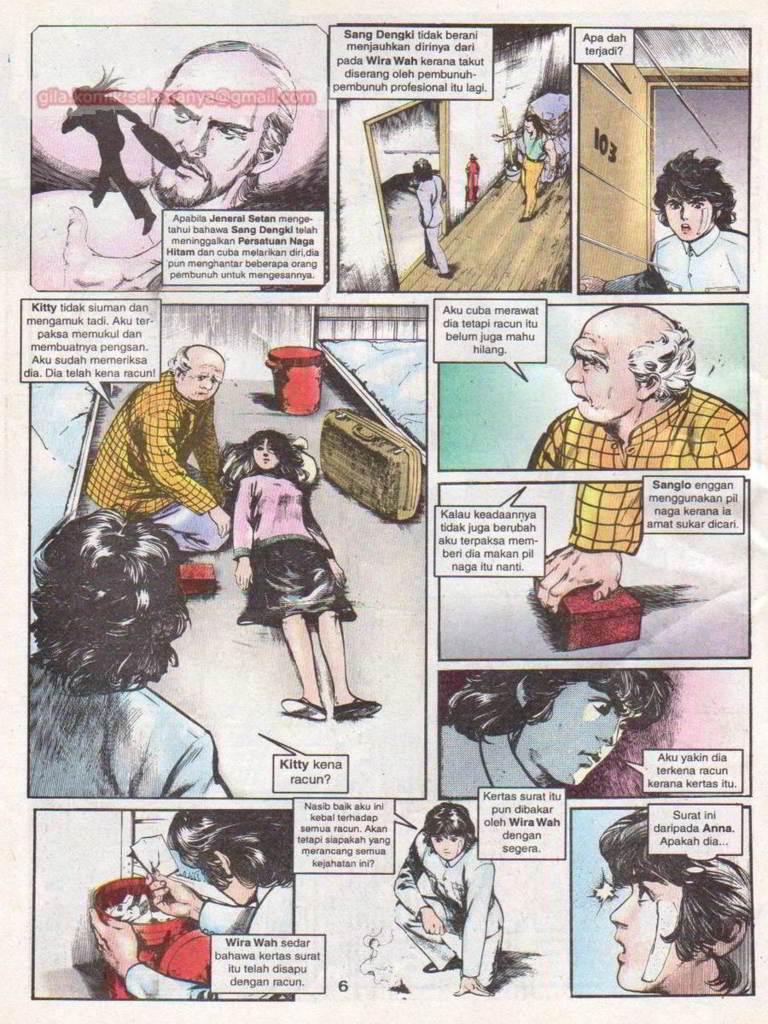 gila.komik
selamanya@gmail.com
Apabila Jeneral Setan menge-
tahui bahawa Sang Dengki telah
meninggalkan Persatuan Naga
Hitam dan cuba melarikan diri,dia
pun menghantar beberapa orang
pembunuh untuk mengesannya.
Sang Dengki tidak berani
menjauhkan dirinya dari
pada Wira Wah kerana takut
diserang oleh pembunuh-
pembunuh profesional itu lagi.
Apa dah
terjadi?
103
Kitty tidak siuman dan
mengamuk tadi. Aku ter-
paksa memukul dan
membuatnya pengsan.
Aku sudah memeriksa
dia. Dia telah kena racun!
Kitty kena
racun?
Aku cuba merawat
dia tetapi racun itu
belum juga mahu
hilang.
Kalau keadaannya
tidak juga berubah
aku terpaksa mem-
beri dia makan pil
naga itu nanti.
Sanglo enggan
menggunakan pil
naga kerana ia
amat sukar dicari.
Aku yakin dia
terkena racun
kerana kertas itu.
Wira Wah sedar
bahawa kertas surat
itu telah disapu
dengan racun.
Nasib baik aku ini
kebal terhadap
semua racun. Akan
tetapi siapakah yang
merancang semua
kejahatan ini?
Kertas surat itu
pun dibakar
oleh Wira Wah
dengan
segera.
Surat ini
daripada Anna.
Apakah dia...
6